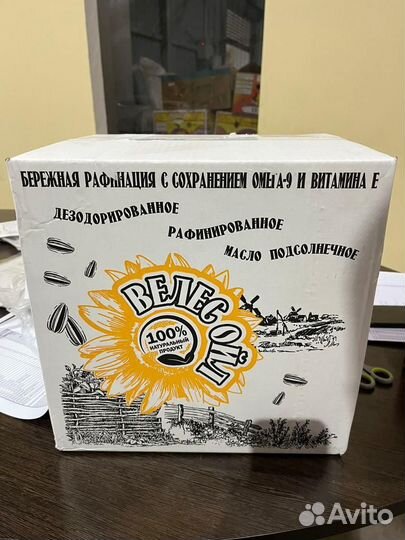 БЕРЕЖНАЯ РАФИНАЦИЯ С СОХРАНЕНИЕМ ОМЕГА-9 И ВИТАМИНА Е
ДЕЗОДОРИРОВАННОЕ
РАФИНИРОВАННОЕ
МАСЛО ПОДСОЛНЕЧНОЕ
ВЕЛЕС ОЙЛ
100%
НАТУРАЛЬНЫЙ
ПРОДУКТ
Avito